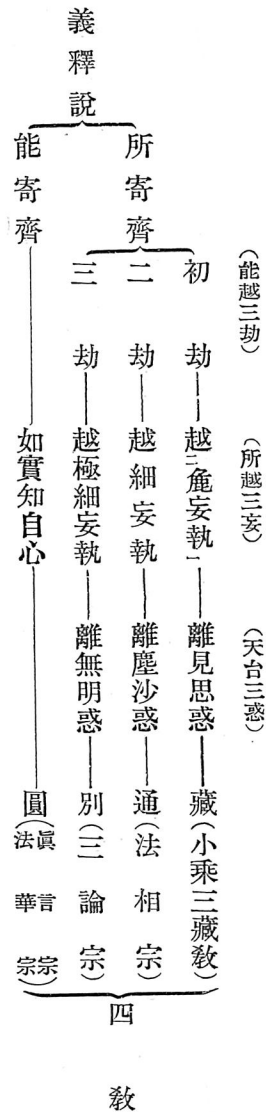 義釋說
所寄齊
能寄齊
(能越三劫)
(所越三妄)
(天台三惑)
初劫——越二麁妄執一——離見思惑——藏(小乘三藏敎)
二劫——越細妄執——離塵沙惑——通(法相宗)
三劫——越極細妄執——離無明惑——別(三論宗)
如實知自心——圓(眞言宗 法華宗)
四敎